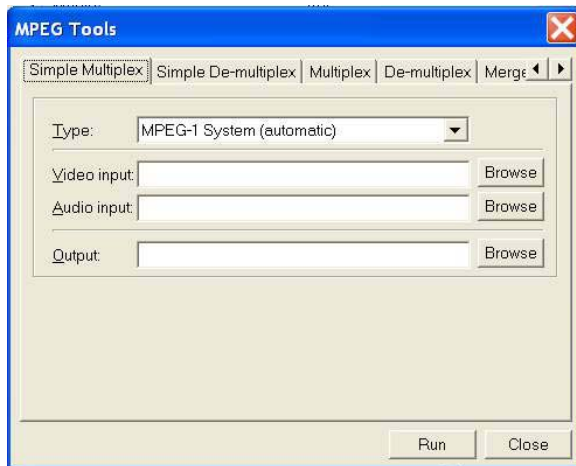 MPEG Tools
Simple Multiplex Simple De-multiplex Multiplex De-multiplex Merge
Type: MPEG-1 System (automatic)
Video input: Browse
Audio input: Browse
Output: Browse
Run Close